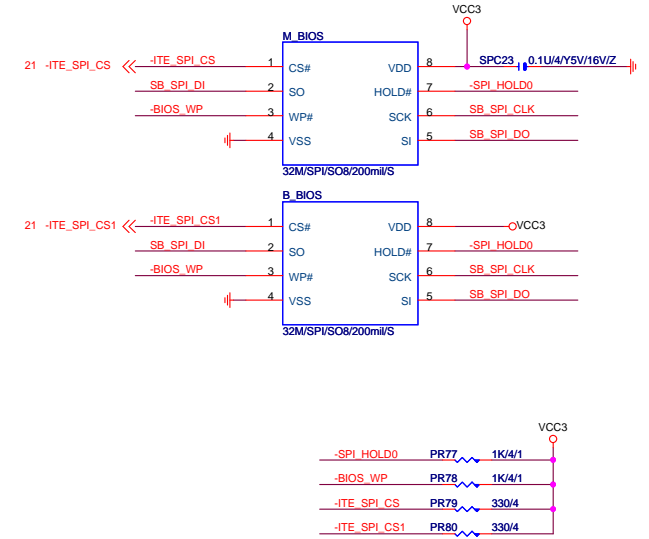 VCC3
M_BIOS
21 -ITE_SPI_CS -ITE_SPI_CS 1 CS# VDD 8 SPC23 0.1U/4/Y5V/16V/Z
SB_SPI_DI 2 SO HOLD# 7 -SPI_HOLD0
-BIOS_WP 3 WP# SCK 6 SB_SPI_CLK
4 VSS SI 5 SB_SPI_DO
32M/SPI/SO8/200mil/S
B_BIOS
21 -ITE_SPI_CS1 -ITE_SPI_CS1 1 CS# VDD 8 VCC3
SB_SPI_DI 2 SO HOLD# 7 -SPI_HOLD0
-BIOS_WP 3 WP# SCK 6 SB_SPI_CLK
4 VSS SI 5 SB_SPI_DO
32M/SPI/SO8/200mil/S
VCC3
-SPI_HOLD0 PR77 1K/4/1
-BIOS_WP PR78 1K/4/1
-ITE_SPI_CS PR79 330/4
-ITE_SPI_CS1 PR80 330/4